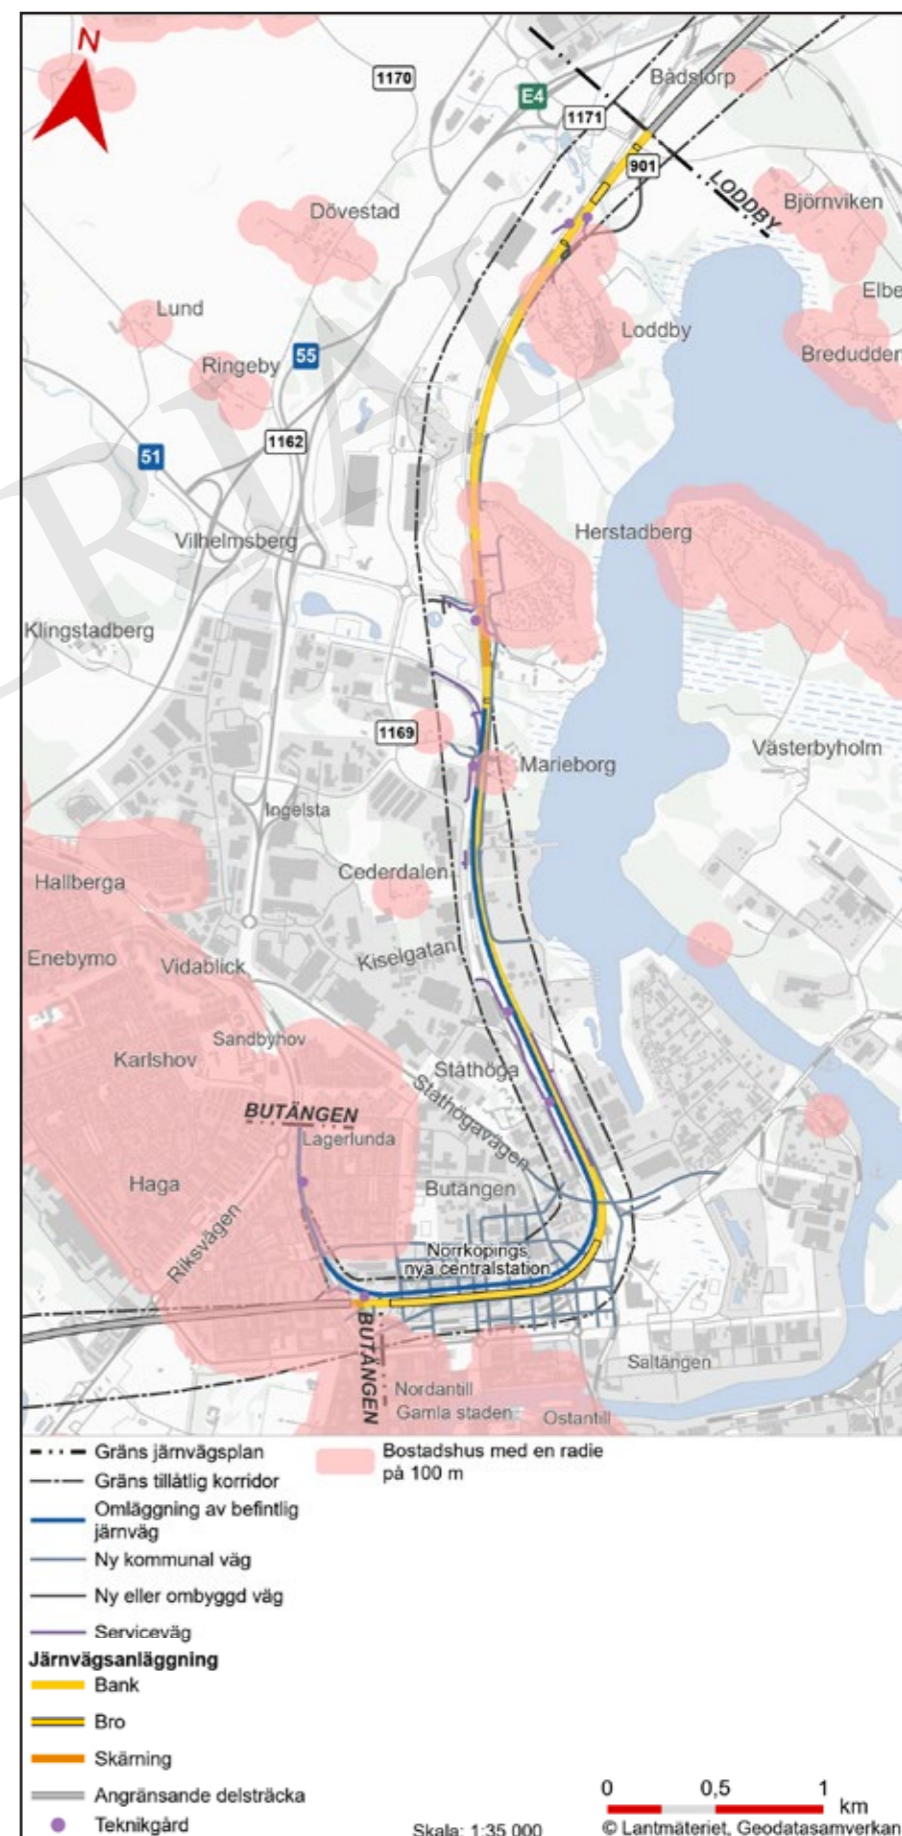 N
1170
E4
Bådstorp
1171
901
LODDBY
Björnviken
Dövestad
Elbe
Lund
Loddby
Bredudden
Ringeby
55
1162
51
ERIAL
Herstadberg
Vilhelmsberg
Klingstadberg
1169
Västerbyholm
Marieborg
Ingelsta
Hallberga
Cederdalen
Enebymo
Vidablick
Kiselgatan
Sandbyhov
Karlshov
Ståthöga
Ståthögavägen
BUTÄNGEN
Lagerlunda
Haga
Butängen
Riksvägen
Norrköpings
nya centralstation
BUTÄNGEN
Saltängen
Nordantill
Gamla staden
Östantill
Gräns järnvägsplan
Gräns tillåtlig korridor
Omläggning av befintlig
järnväg
Ny kommunal väg
Ny eller ombyggd väg
Serviceväg
Bostadshus med en radie
på 100 m
Järnvägsanläggning
Bank
Bro
Skärning
Angränsande delsträcka
Teknikgård
0 0,5 1
km
Skala: 1:35 000
© Lantmäteriet, Geodatasamverkan